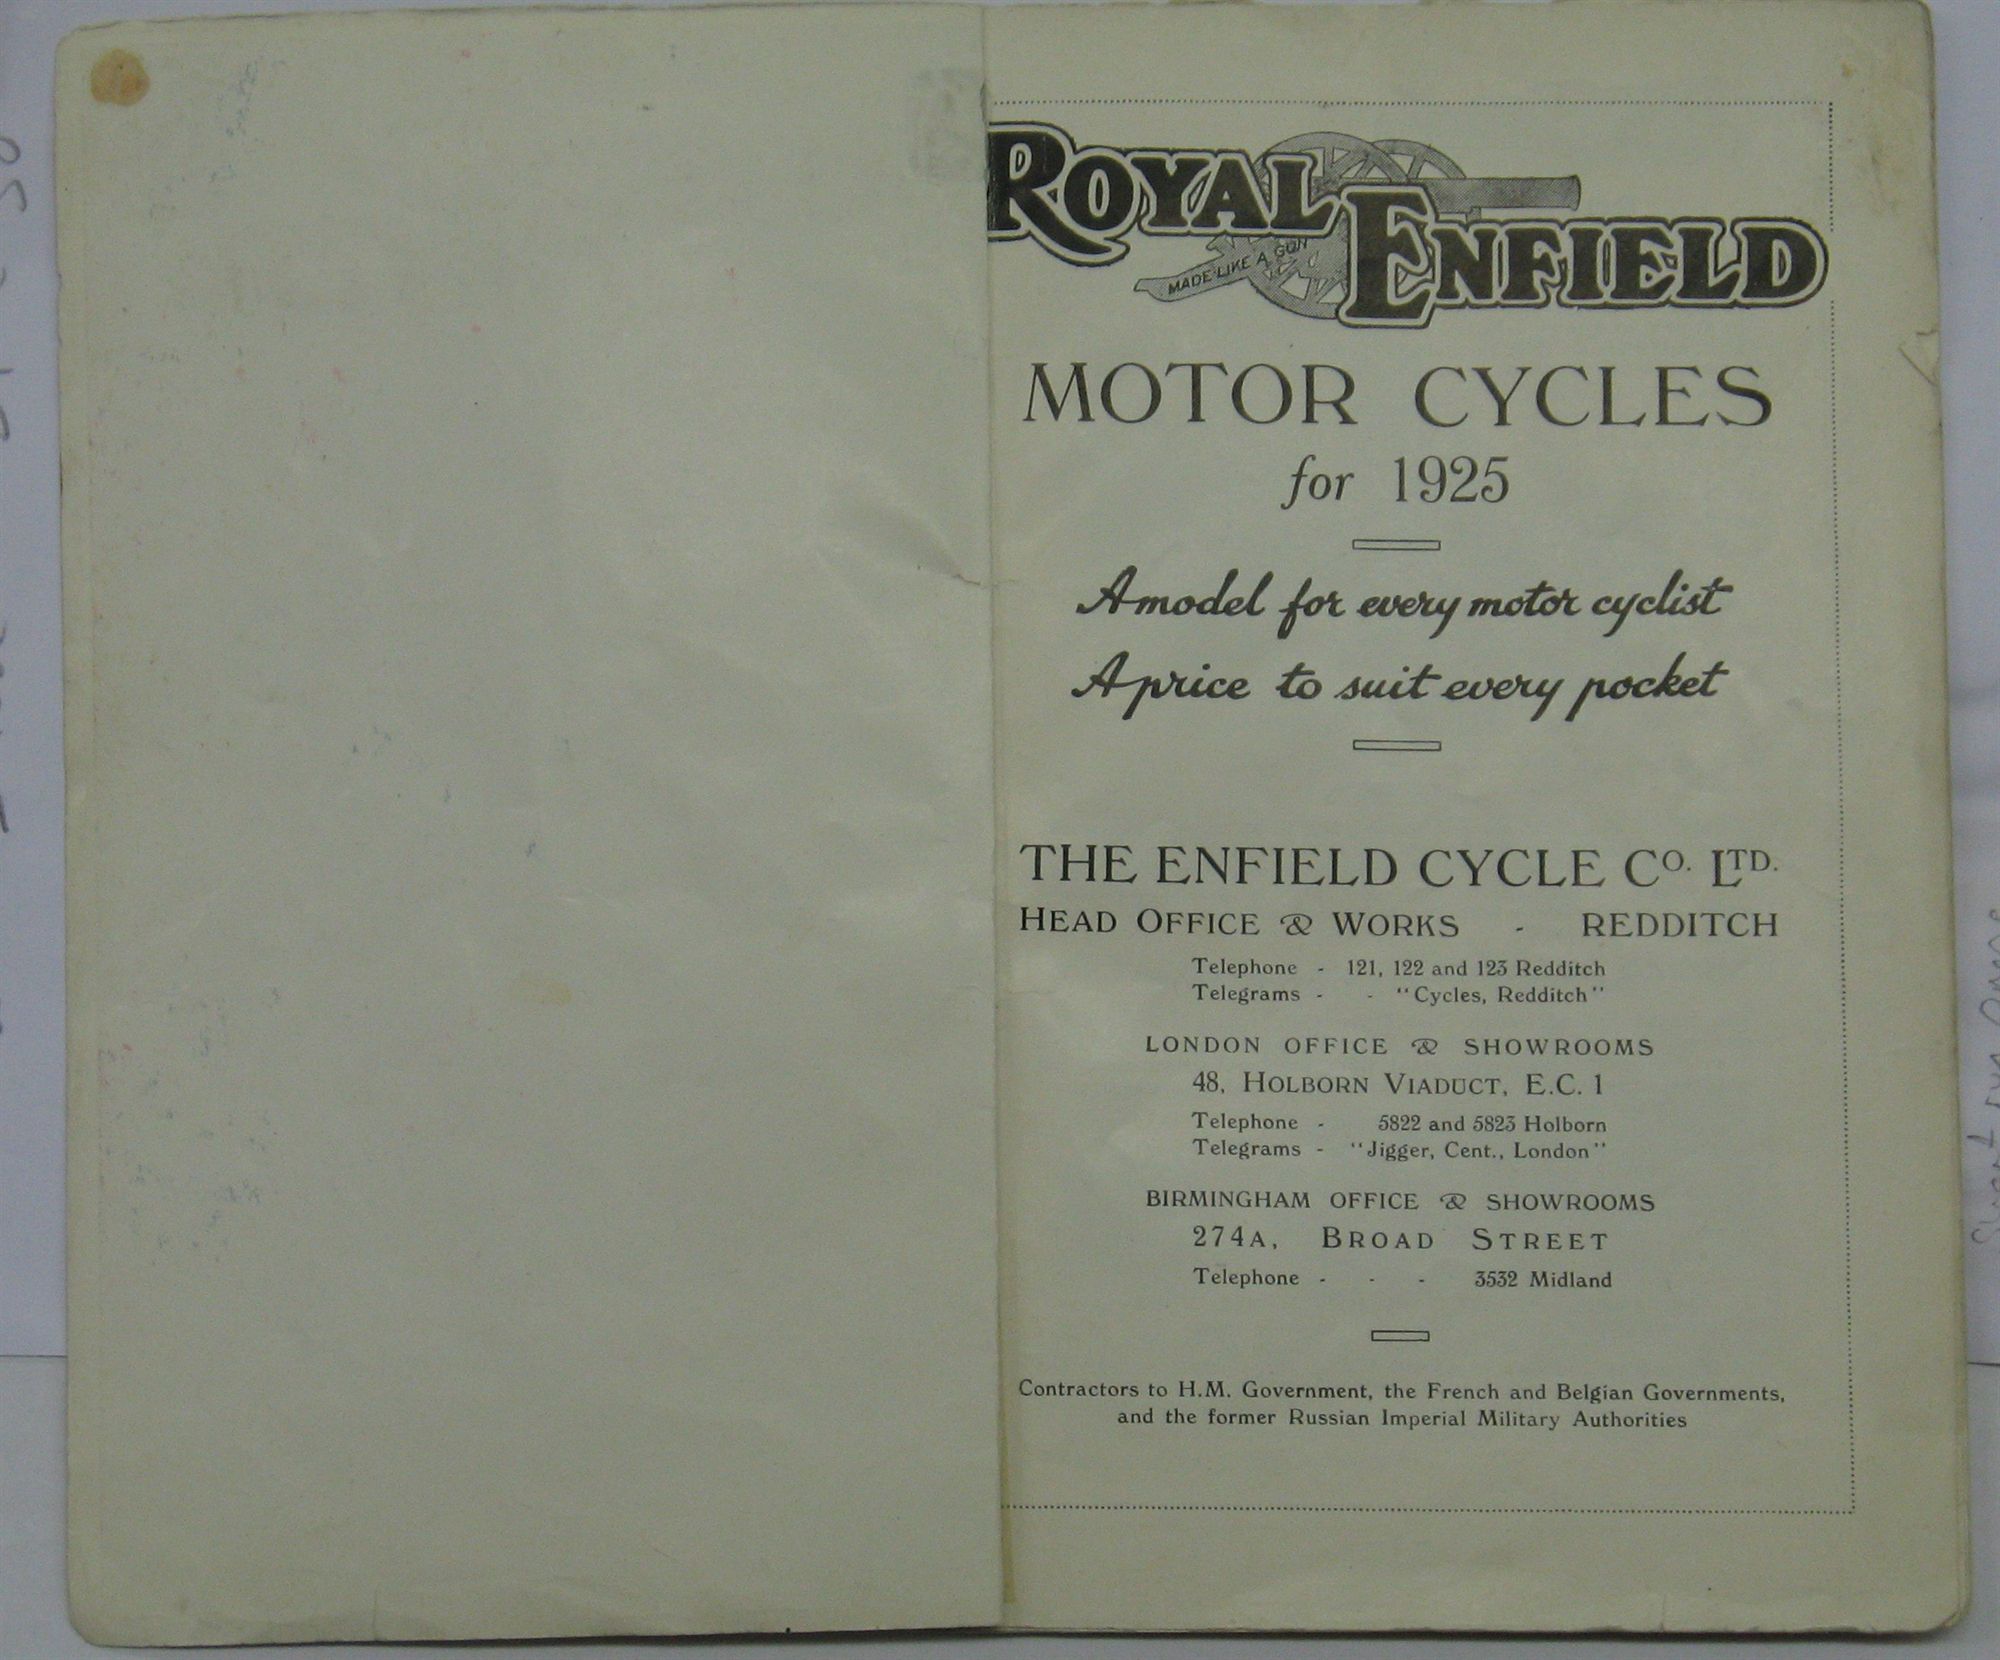 ROYAL ENFIELD
MADE LIKE A GUN
MOTOR CYCLES
for 1925
A model for every motor cyclist
A price to suit every pocket
THE ENFIELD CYCLE Co. LTD.
HEAD OFFICE & WORKS - REDDITCH
Telephone - 121, 122 and 123 Redditch
Telegrams - - "Cycles, Redditch"
LONDON OFFICE & SHOWROOMS
48, HOLBORN VIADUCT, E.C. 1
Telephone - 5822 and 5823 Holborn
Telegrams - "Jigger, Cent., London"
BIRMINGHAM OFFICE & SHOWROOMS
274A, BROAD STREET
Telephone - - - 3532 Midland
Contractors to H.M. Government, the French and Belgian Governments,
and the former Russian Imperial Military Authorities